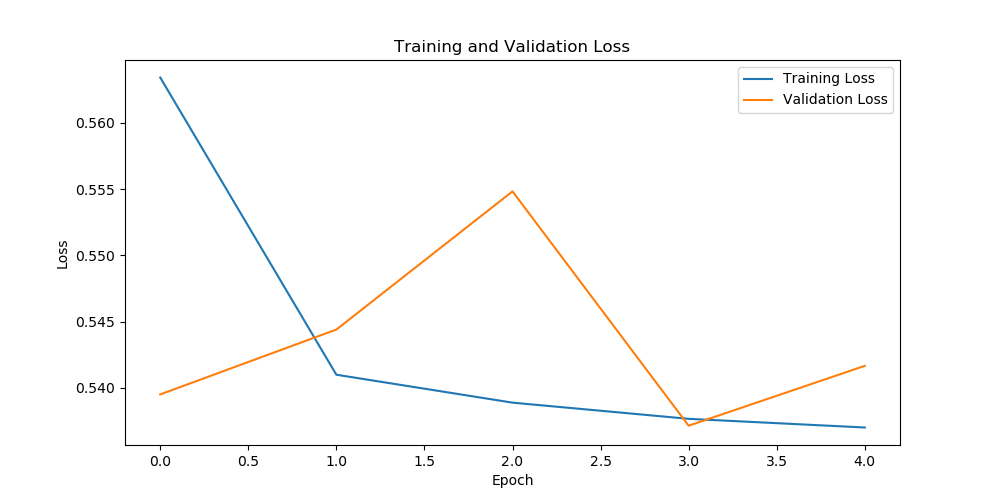 Training and Validation Loss
Training Loss
Validation Loss
0.560
0.555
0.550
0.545
0.540
Loss
0.0 0.5 1.0 1.5 2.0 2.5 3.0 3.5 4.0
Epoch